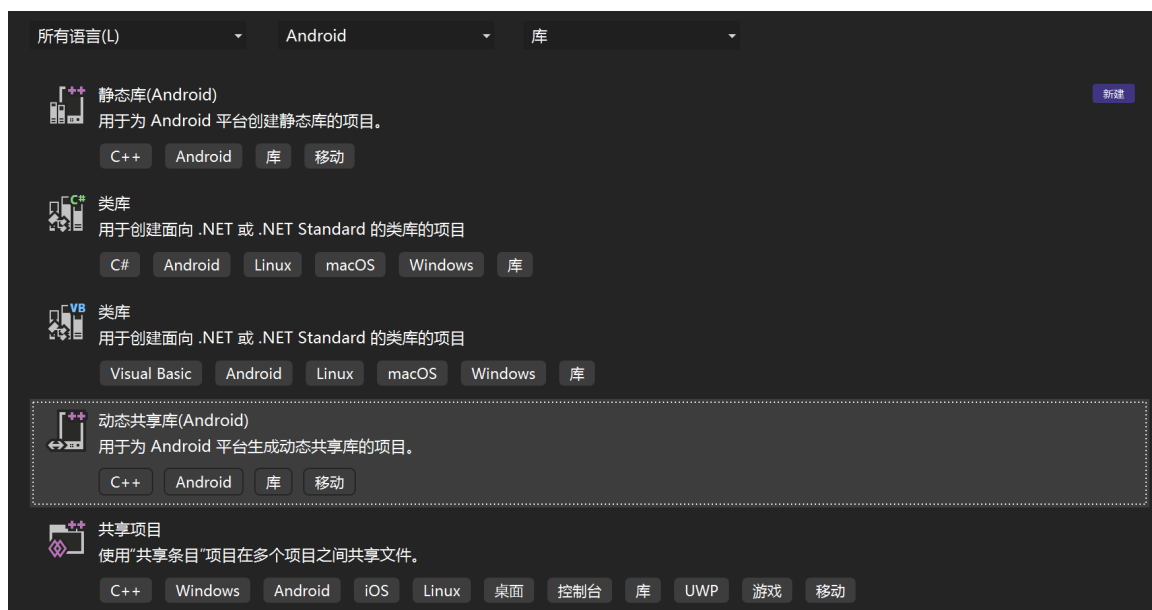 所有语言(L) Android 库
静态库(Android) 新建
用于为 Android 平台创建静态库的项目。
C++ Android 库 移动
C# 类库
用于创建面向 .NET 或 .NET Standard 的类库的项目
C# Android Linux macOS Windows 库
VB 类库
用于创建面向 .NET 或 .NET Standard 的类库的项目
Visual Basic Android Linux macOS Windows 库
动态共享库(Android)
用于为 Android 平台生成动态共享库的项目。
C++ Android 库 移动
共享项目
使用“共享条目”项目在多个项目之间共享文件。
C++ Windows Android iOS Linux 桌面 控制台 库 UWP 游戏 移动